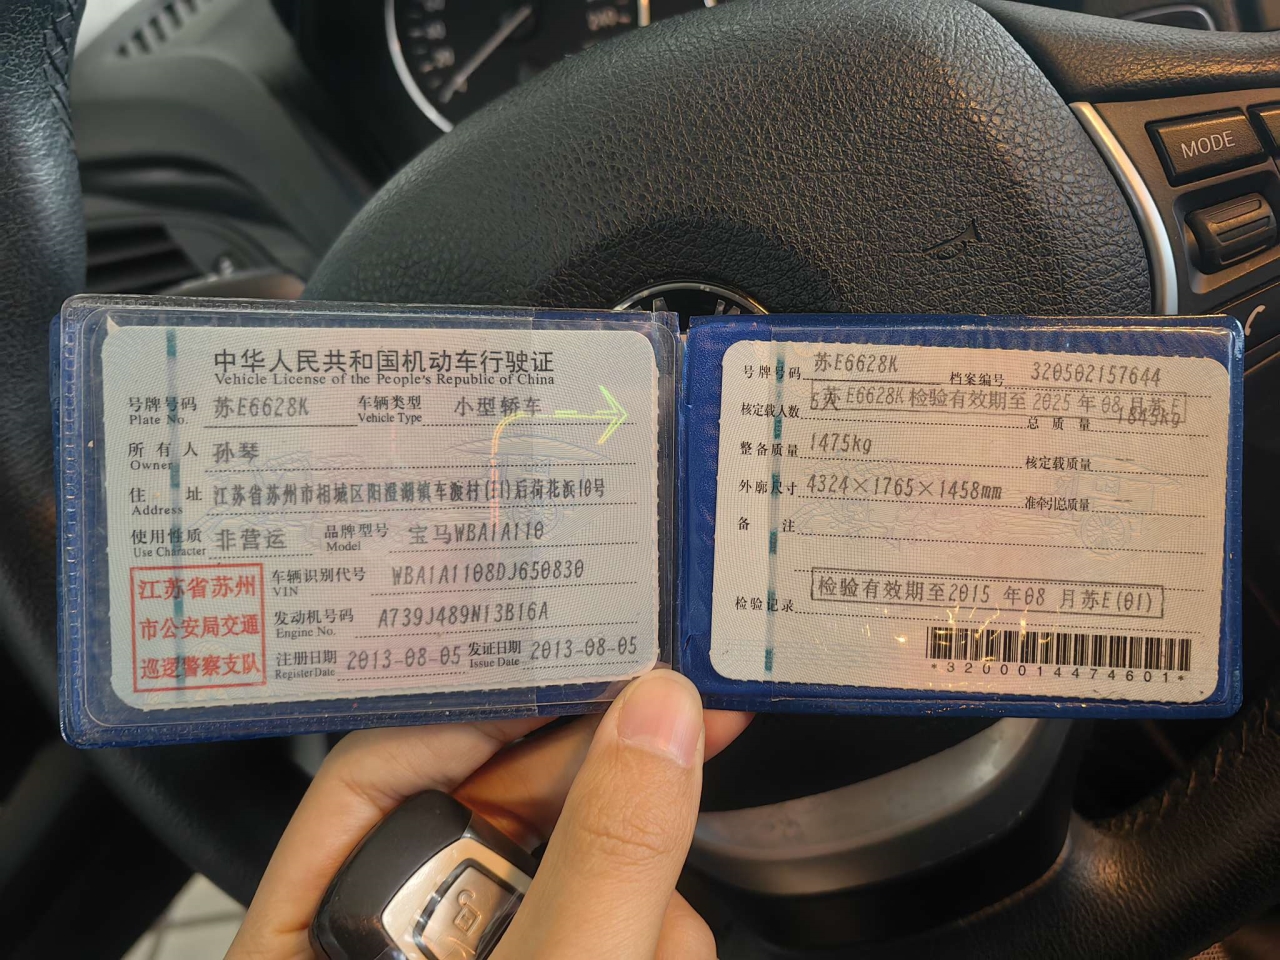 MODE
中华人民共和国机动车行驶证
Vehicle License of the People's Republic of China
号牌号码 苏E6628K 车辆类型 小型轿车
Plate No. Vehicle Type
所有人 孙琴
Owner
住址 江苏省苏州市相城区阳澄湖镇车渡村(11)后荷花浜10号
Address
使用性质 非营运 品牌型号 宝马WBA1A110
Use Character Model
江苏省苏州
市公安局交通
巡逻警察支队
车辆识别代号 WBA1A1108DJ650830
VIN
发动机号码 A739J489N13B16A
Engine No.
注册日期 2013-08-05 发证日期 2013-08-05
Register Date Issue Date
号牌号码 苏E6628K 档案编号 320502157644
苏E6628K检验有效期至2025年08月苏E
核定载人数 5人 总质量 1845kg
整备质量 1475kg 核定载质量 --
外廓尺寸 4324×1765×1458mm 准牵引总质量 --
备注
检验记录 检验有效期至2015年08月苏E(01)
*3200014474601*